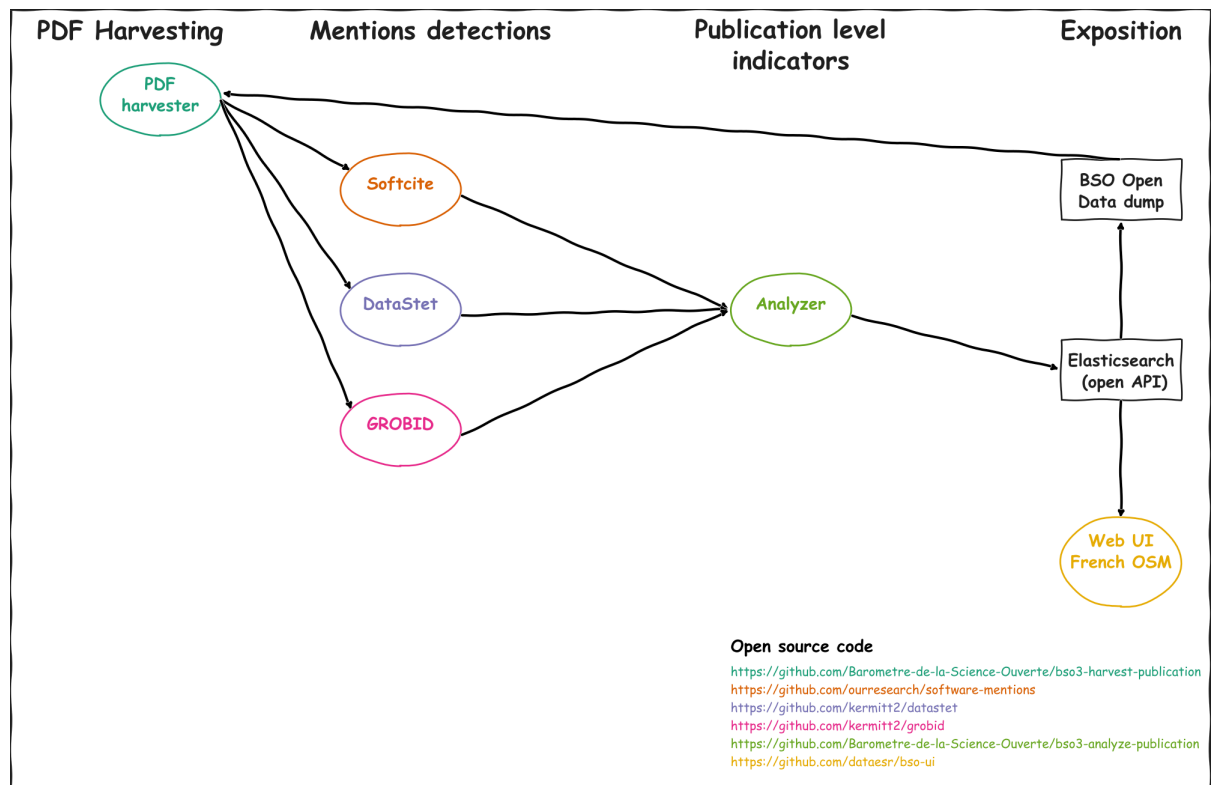 PDF Harvesting
Mentions detections
Publication level
indicators
Exposition
PDF
harvester
Softcite
DataStet
GROBID
Analyzer
BSO Open
Data dump
Elasticsearch
(open API)
Web UI
French OSM
Open source code
https://github.com/Barometre-de-la-Science-Ouverte/bso3-harvest-publication
https://github.com/ourresearch/software-mentions
https://github.com/kermitt2/datastet
https://github.com/kermitt2/grobid
https://github.com/Barometre-de-la-Science-Ouverte/bso3-analyze-publication
https://github.com/dataesr/bso-ui